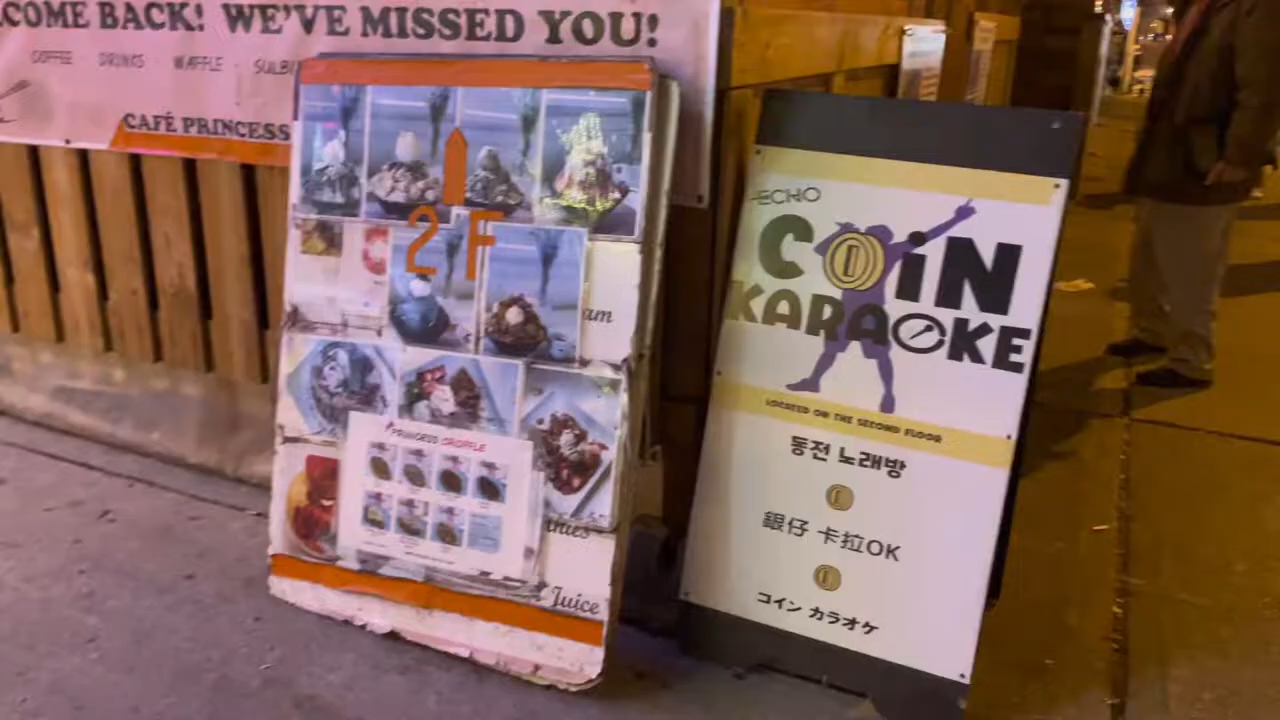 COME BACK! WE'VE MISSED YOU!
COFFEE DRINKS WAFFLE
CAFÉ PRINCESS
2F
am
PRINCESS CROFFLE
Juice
ECHO
COiN
KARAOKE
LOCATED ON THE SECOND FLOOR
동전 노래방
銀仔 卡拉OK
コイン カラオケ